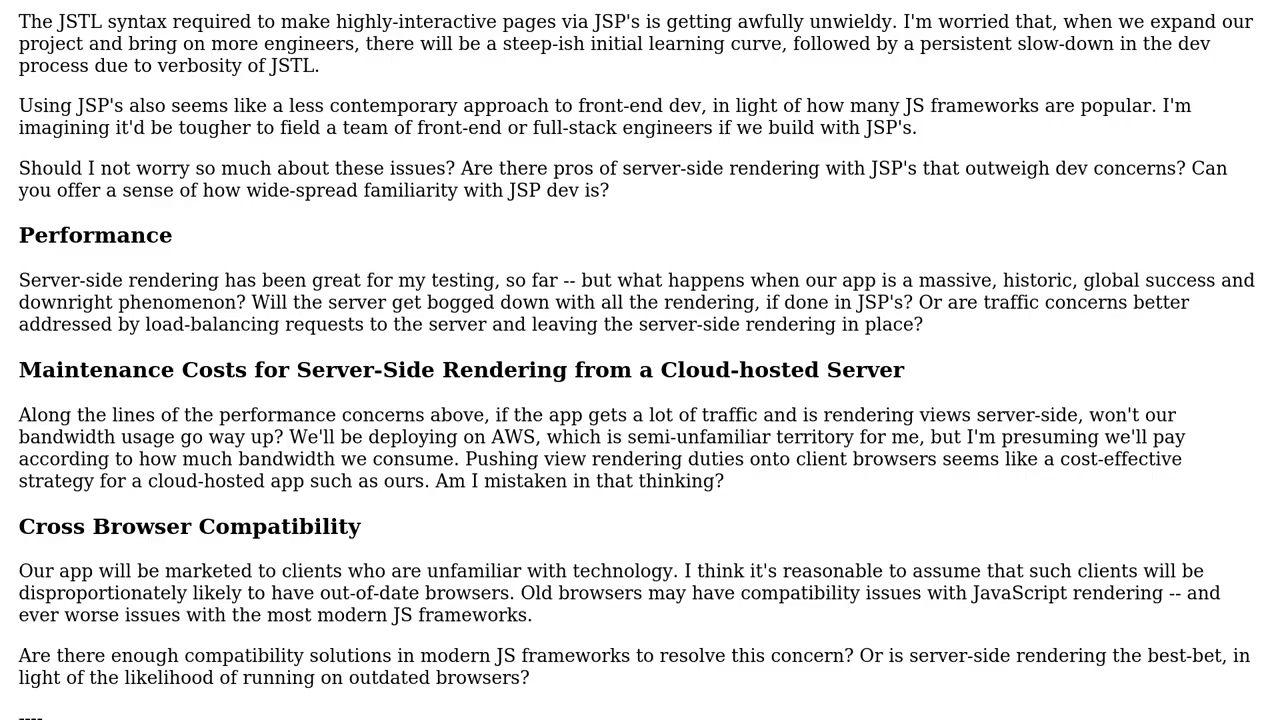 The JSTL syntax required to make highly-interactive pages via JSP's is getting awfully unwieldy. I'm worried that, when we expand our
project and bring on more engineers, there will be a steep-ish initial learning curve, followed by a persistent slow-down in the dev
process due to verbosity of JSTL.
Using JSP's also seems like a less contemporary approach to front-end dev, in light of how many JS frameworks are popular. I'm
imagining it'd be tougher to field a team of front-end or full-stack engineers if we build with JSP's.
Should I not worry so much about these issues? Are there pros of server-side rendering with JSP's that outweigh dev concerns? Can
you offer a sense of how wide-spread familiarity with JSP dev is?
Performance
Server-side rendering has been great for my testing, so far -- but what happens when our app is a massive, historic, global success and
downright phenomenon? Will the server get bogged down with all the rendering, if done in JSP's? Or are traffic concerns better
addressed by load-balancing requests to the server and leaving the server-side rendering in place?
Maintenance Costs for Server-Side Rendering from a Cloud-hosted Server
Along the lines of the performance concerns above, if the app gets a lot of traffic and is rendering views server-side, won't our
bandwidth usage go way up? We'll be deploying on AWS, which is semi-unfamiliar territory for me, but I'm presuming we'll pay
according to how much bandwidth we consume. Pushing view rendering duties onto client browsers seems like a cost-effective
strategy for a cloud-hosted app such as ours. Am I mistaken in that thinking?
Cross Browser Compatibility
Our app will be marketed to clients who are unfamiliar with technology. I think it's reasonable to assume that such clients will be
disproportionately likely to have out-of-date browsers. Old browsers may have compatibility issues with JavaScript rendering -- and
ever worse issues with the most modern JS frameworks.
Are there enough compatibility solutions in modern JS frameworks to resolve this concern? Or is server-side rendering the best-bet, in
light of the likelihood of running on outdated browsers?
----